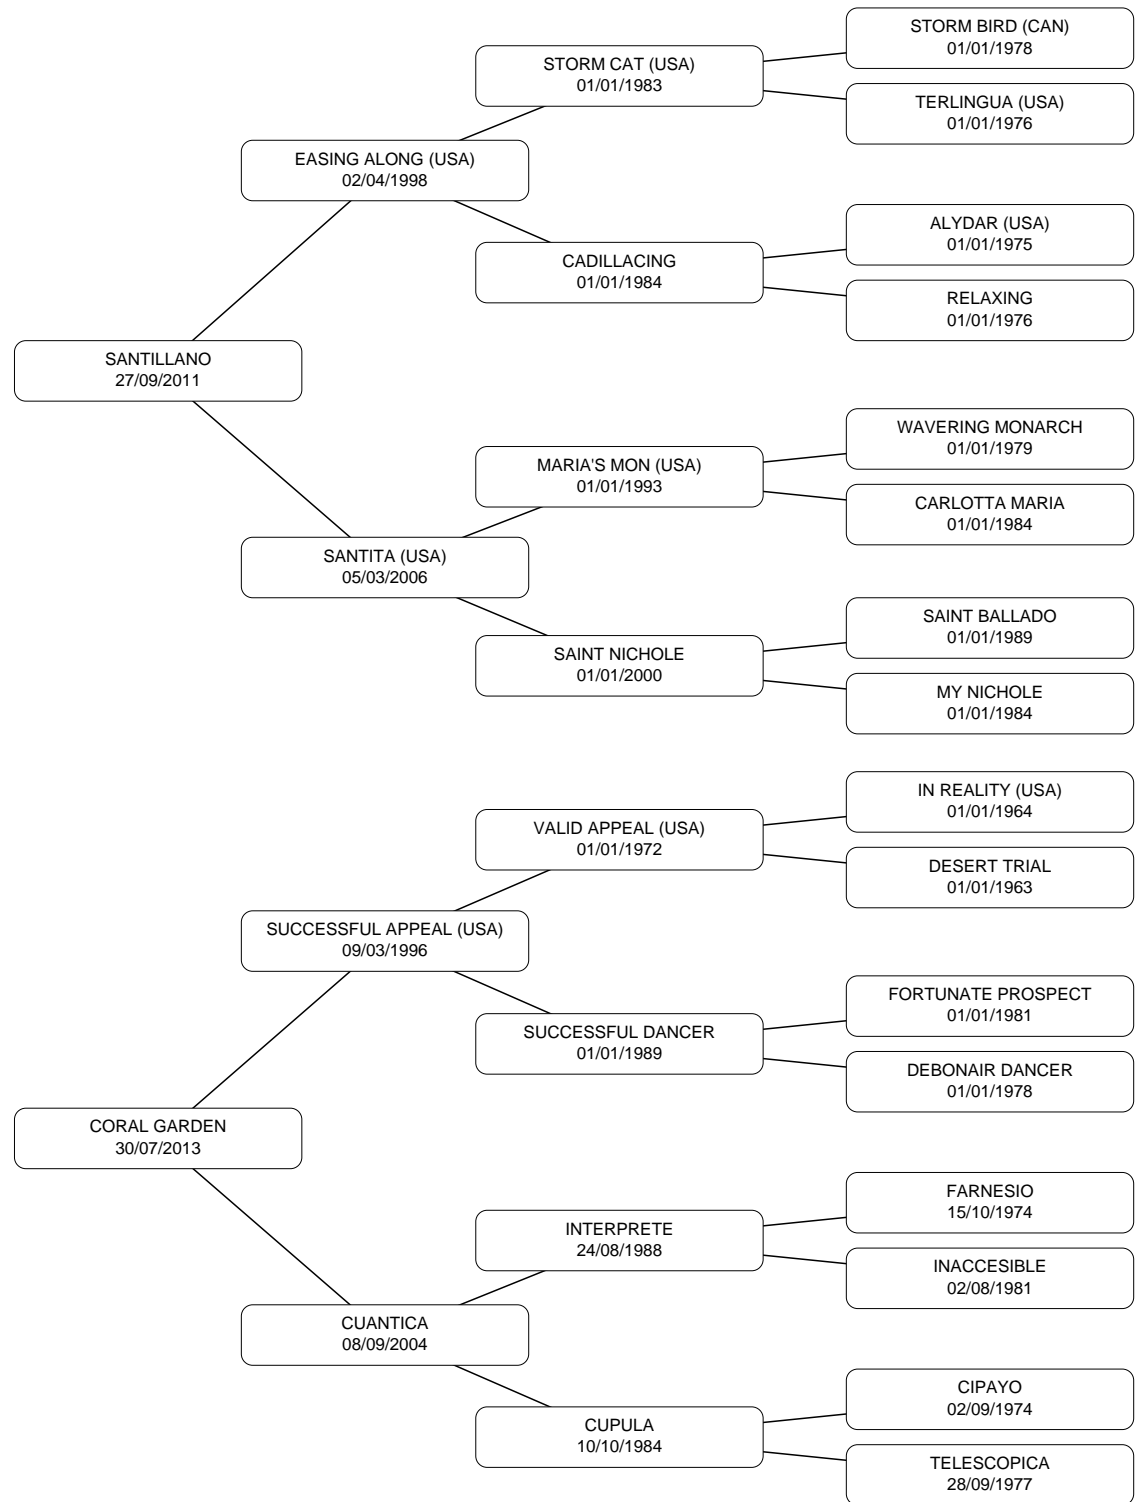 STORM BIRD (CAN)
01/01/1978
STORM CAT (USA)
01/01/1983
TERLINGUA (USA)
01/01/1976
EASING ALONG (USA)
02/04/1998
ALYDAR (USA)
01/01/1975
CADILLACING
01/01/1984
RELAXING
01/01/1976
SANTILLANO
27/09/2011
WAVERING MONARCH
01/01/1979
MARIA'S MON (USA)
01/01/1993
CARLOTTA MARIA
01/01/1984
SANTITA (USA)
05/03/2006
SAINT BALLADO
01/01/1989
SAINT NICHOLE
01/01/2000
MY NICHOLE
01/01/1984
IN REALITY (USA)
01/01/1964
VALID APPEAL (USA)
01/01/1972
DESERT TRIAL
01/01/1963
SUCCESSFUL APPEAL (USA)
09/03/1996
FORTUNATE PROSPECT
01/01/1981
SUCCESSFUL DANCER
01/01/1989
DEBONAIR DANCER
01/01/1978
CORAL GARDEN
30/07/2013
FARNESIO
15/10/1974
INTERPRETE
24/08/1988
INACCESIBLE
02/08/1981
CUANTICA
08/09/2004
CIPAYO
02/09/1974
CUPULA
10/10/1984
TELESCOPICA
28/09/1977